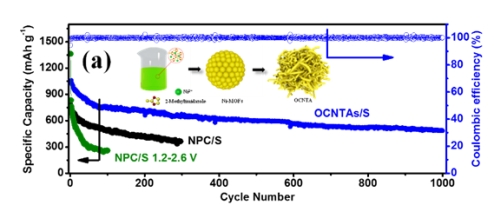 (a)
Ni²⁺
2-Methylimidazole
Ni-MOFs
OCNTA
OCNTAs/S
NPC/S
NPC/S 1.2-2.6 V
Specific Capacity (mAh g⁻¹)
1500
1200
900
600
300
0
Coulombic efficiency (%)
100
80
60
40
20
0
0
200
400
600
800
1000
Cycle Number